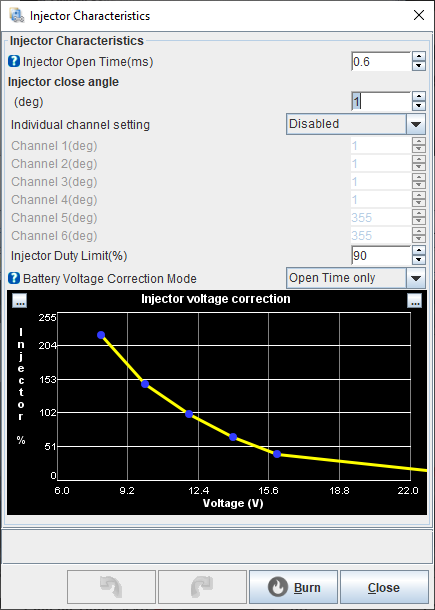 Injector Characteristics
Injector Characteristics
Injector Open Time(ms) 0.6
Injector close angle
(deg) 1
Individual channel setting Disabled
Channel 1(deg) 1
Channel 2(deg) 1
Channel 3(deg) 1
Channel 4(deg) 1
Channel 5(deg) 355
Channel 6(deg) 355
Injector Duty Limit(%) 90
Battery Voltage Correction Mode Open Time only
... Injector voltage correction ...
Injector %
255
204
153
102
51
0
6.0 9.2 12.4 15.6 18.8 22.0
Voltage (V)
Burn Close